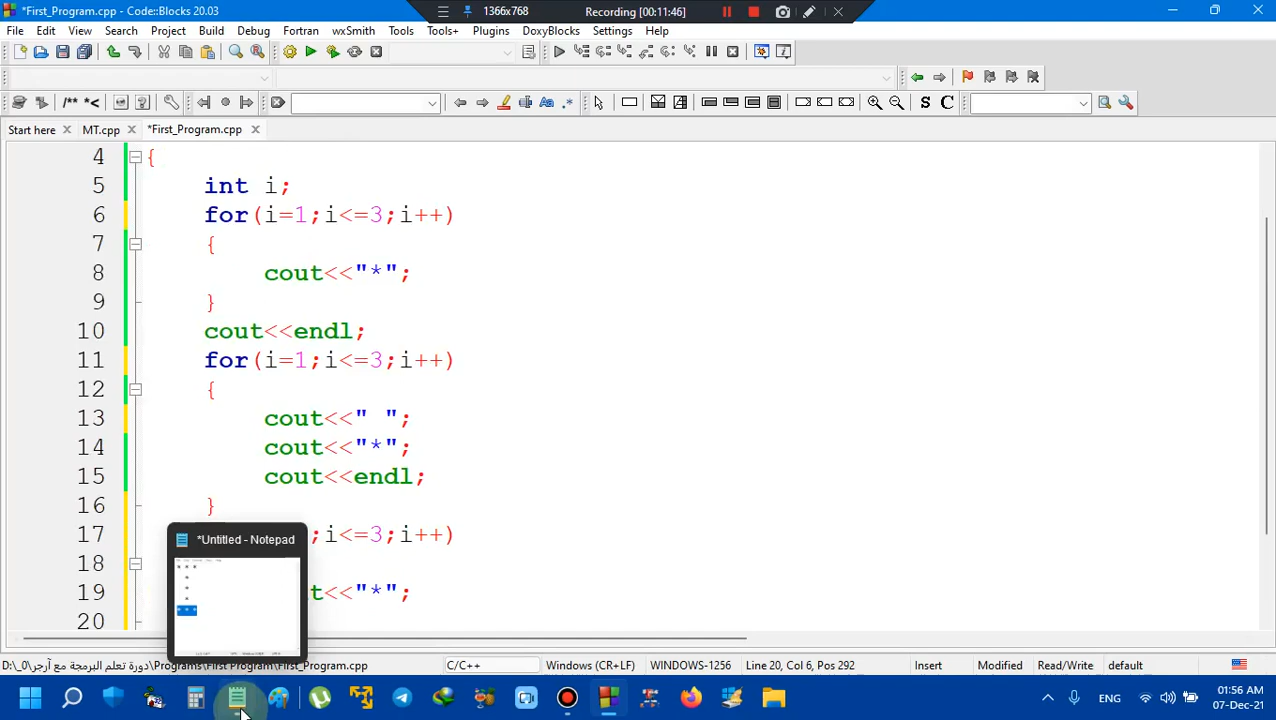 *First_Program.cpp - Code::Blocks 20.03
1366x768
Recording [00:11:46]
File Edit View Search Project Build Debug Fortran wxSmith Tools Tools+ Plugins DoxyBlocks Settings Help
/** *<
Aa .*
S C
Start here
MT.cpp
*First_Program.cpp
4 {
5 int i;
6 for(i=1;i<=3;i++)
7 {
8 cout<<"*";
9 }
10 cout<<endl;
11 for(i=1;i<=3;i++)
12 {
13 cout<<" ";
14 cout<<"*";
15 cout<<endl;
16 }
17 ;i<=3;i++)
18
19 t<<"*";
20
*Untitled - Notepad
* * *
*
*
*
* * *
D:\_0\دورة تعلم البرمجة مع آرجر\Programs\First Program\First_Program.cpp
C/C++
Windows (CR+LF)
WINDOWS-1256
Line 20, Col 6, Pos 292
Insert
Modified
Read/Write
default
ENG
01:56 AM
07-Dec-21